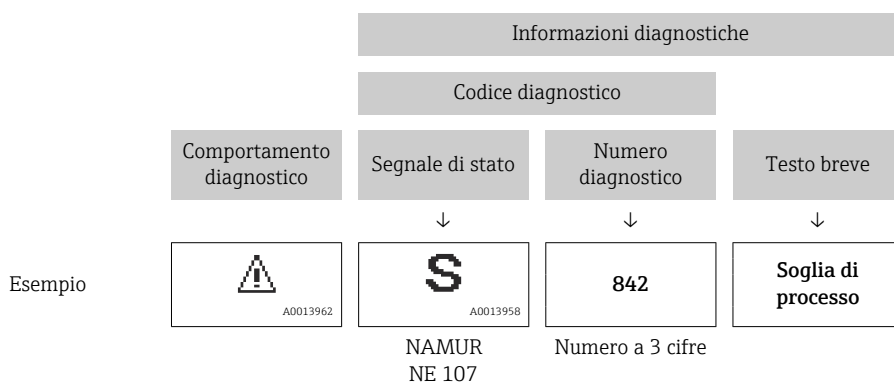 Informazioni diagnostiche
Codice diagnostico
Comportamento
diagnostico
Segnale di stato
Numero
diagnostico
Testo breve
↓ ↓ ↓
Esempio
A0013962
S
A0013958
842
Soglia di
processo
NAMUR
NE 107
Numero a 3 cifre